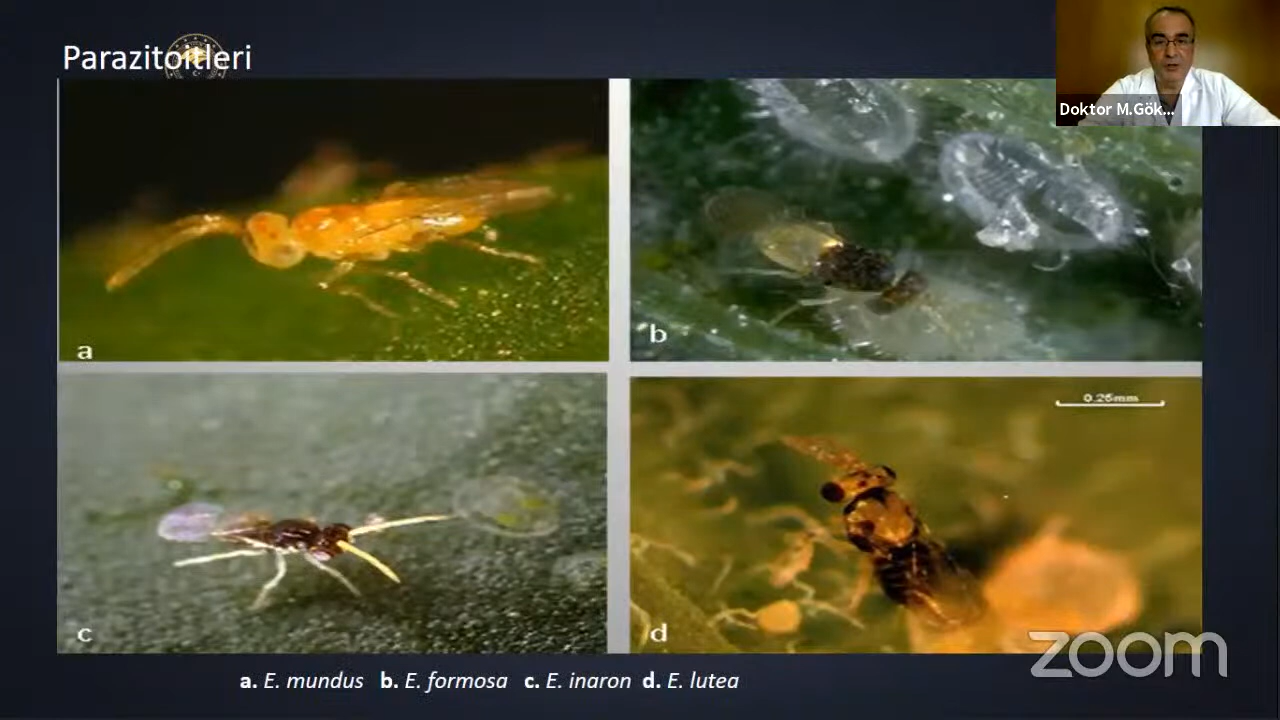 Parazitoitleri
Doktor M.Gök...
a
b
0.25mm
c
d
zoom
a. E. mundus b. E. formosa c. E. inaron d. E. lutea